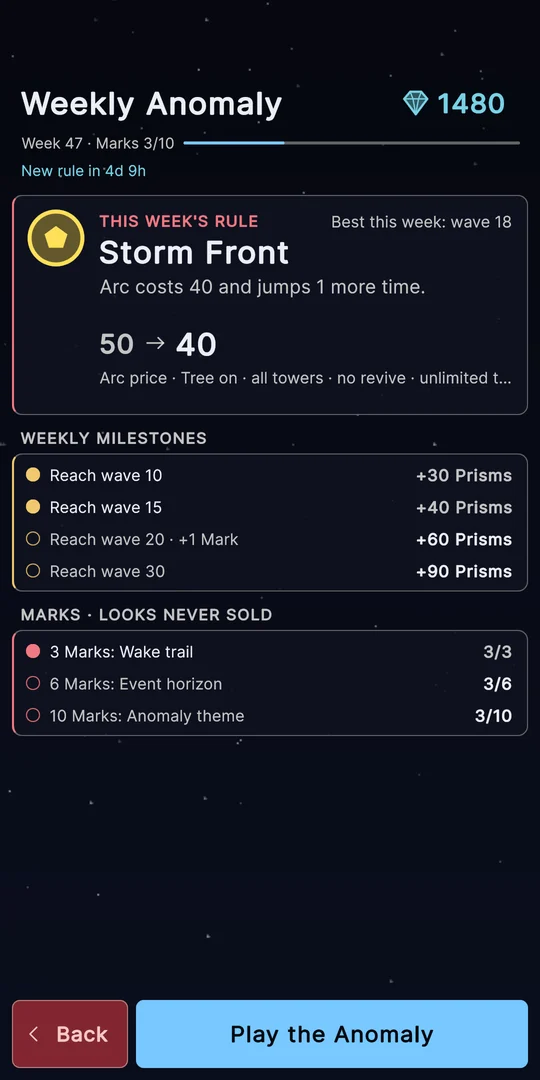 Weekly Anomaly
1480
Week 47 · Marks 3/10
New rule in 4d 9h
THIS WEEK'S RULE
Best this week: wave 18
Storm Front
Arc costs 40 and jumps 1 more time.
50 → 40
Arc price · Tree on · all towers · no revive · unlimited t...
WEEKLY MILESTONES
Reach wave 10 +30 Prisms
Reach wave 15 +40 Prisms
Reach wave 20 · +1 Mark +60 Prisms
Reach wave 30 +90 Prisms
MARKS · LOOKS NEVER SOLD
3 Marks: Wake trail 3/3
6 Marks: Event horizon 3/6
10 Marks: Anomaly theme 3/10
Back
Play the Anomaly